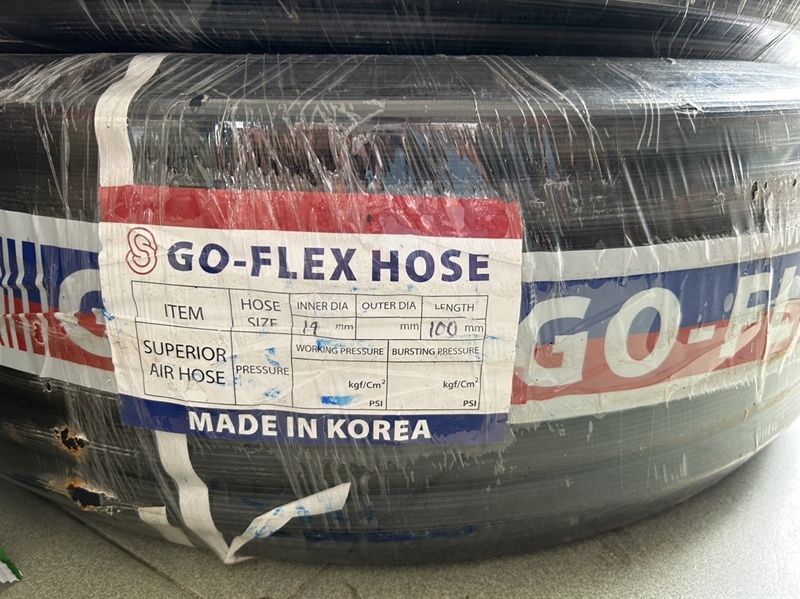 S GO-FLEX HOSE
ITEM HOSE SIZE INNER DIA OUTER DIA LENGTH
mm mm 100 mm
SUPERIOR AIR HOSE PRESSURE WORKING PRESSURE BURSTING PRESSURE
kgf/Cm² kgf/Cm²
PSI PSI
MADE IN KOREA
G
GO-